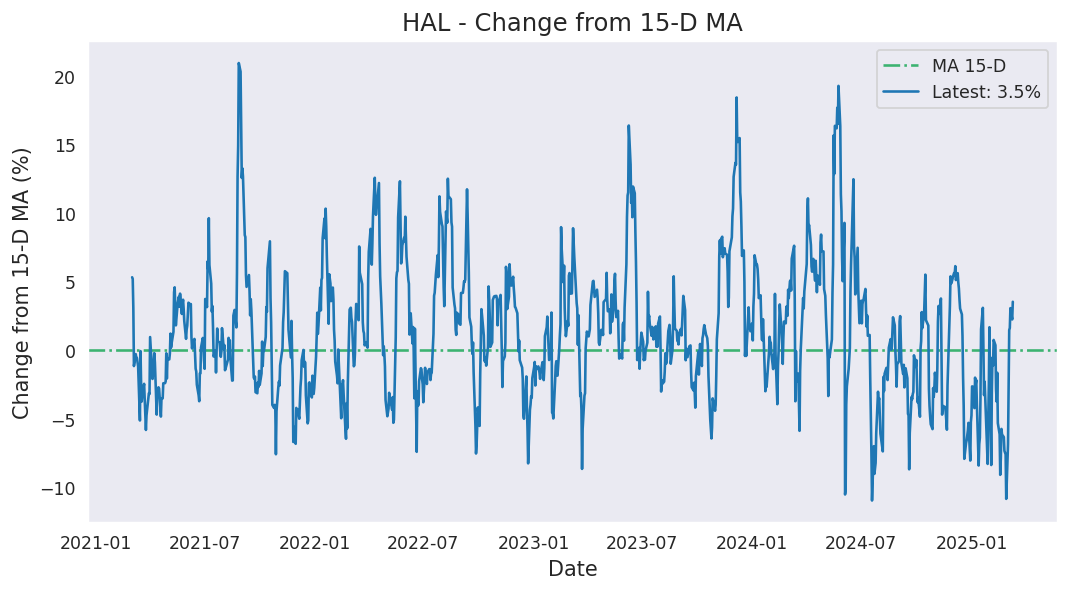 HAL - Change from 15-D MA
MA 15-D
Latest: 3.5%
Change from 15-D MA (%)
20
15
10
5
0
−5
−10
2021-01 2021-07 2022-01 2022-07 2023-01 2023-07 2024-01 2024-07 2025-01
Date